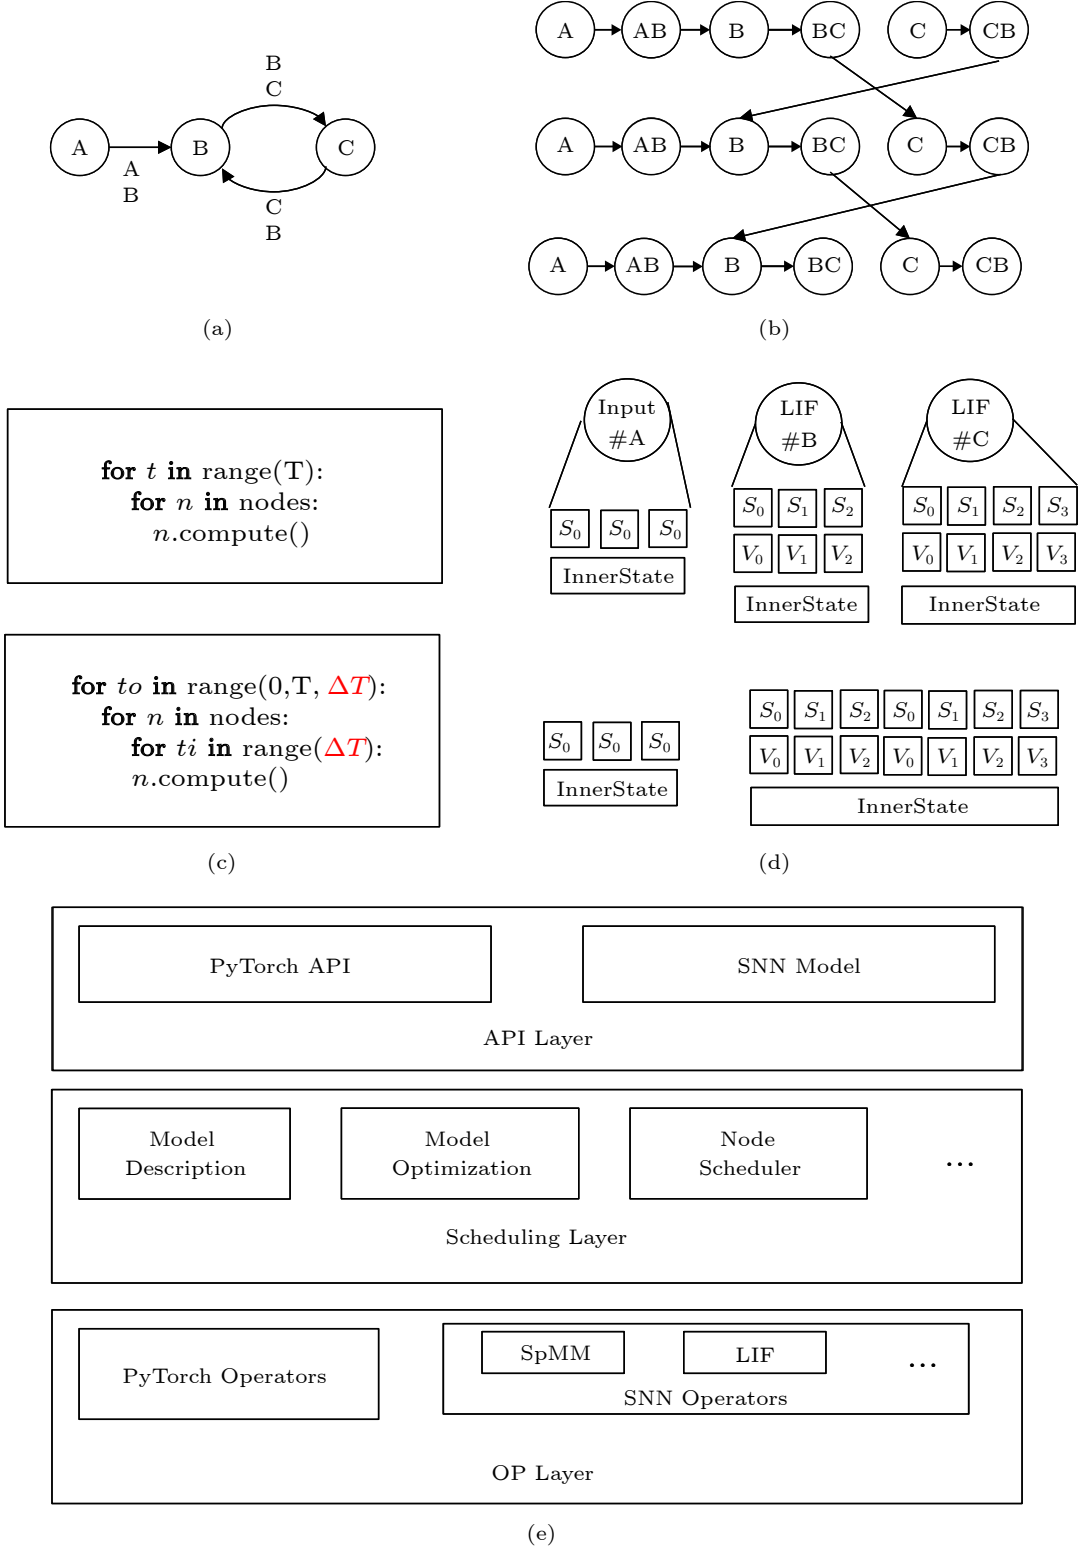 B
C
A B C
A
B
C
B
(a)
A AB B BC C CB
A AB B BC C CB
A AB B BC C CB
(b)
for t in range(T):
for n in nodes:
n.compute()
for to in range(0,T, ΔT):
for n in nodes:
for ti in range(ΔT):
n.compute()
(c)
Input
#A
S₀ S₀ S₀
InnerState
LIF
#B
S₀ S₁ S₂
V₀ V₁ V₂
InnerState
LIF
#C
S₀ S₁ S₂ S₃
V₀ V₁ V₂ V₃
InnerState
S₀ S₀ S₀
InnerState
S₀ S₁ S₂ S₀ S₁ S₂ S₃
V₀ V₁ V₂ V₀ V₁ V₂ V₃
InnerState
(d)
PyTorch API
SNN Model
API Layer
Model
Description
Model
Optimization
Node
Scheduler
...
Scheduling Layer
PyTorch Operators
SpMM
LIF
...
SNN Operators
OP Layer
(e)